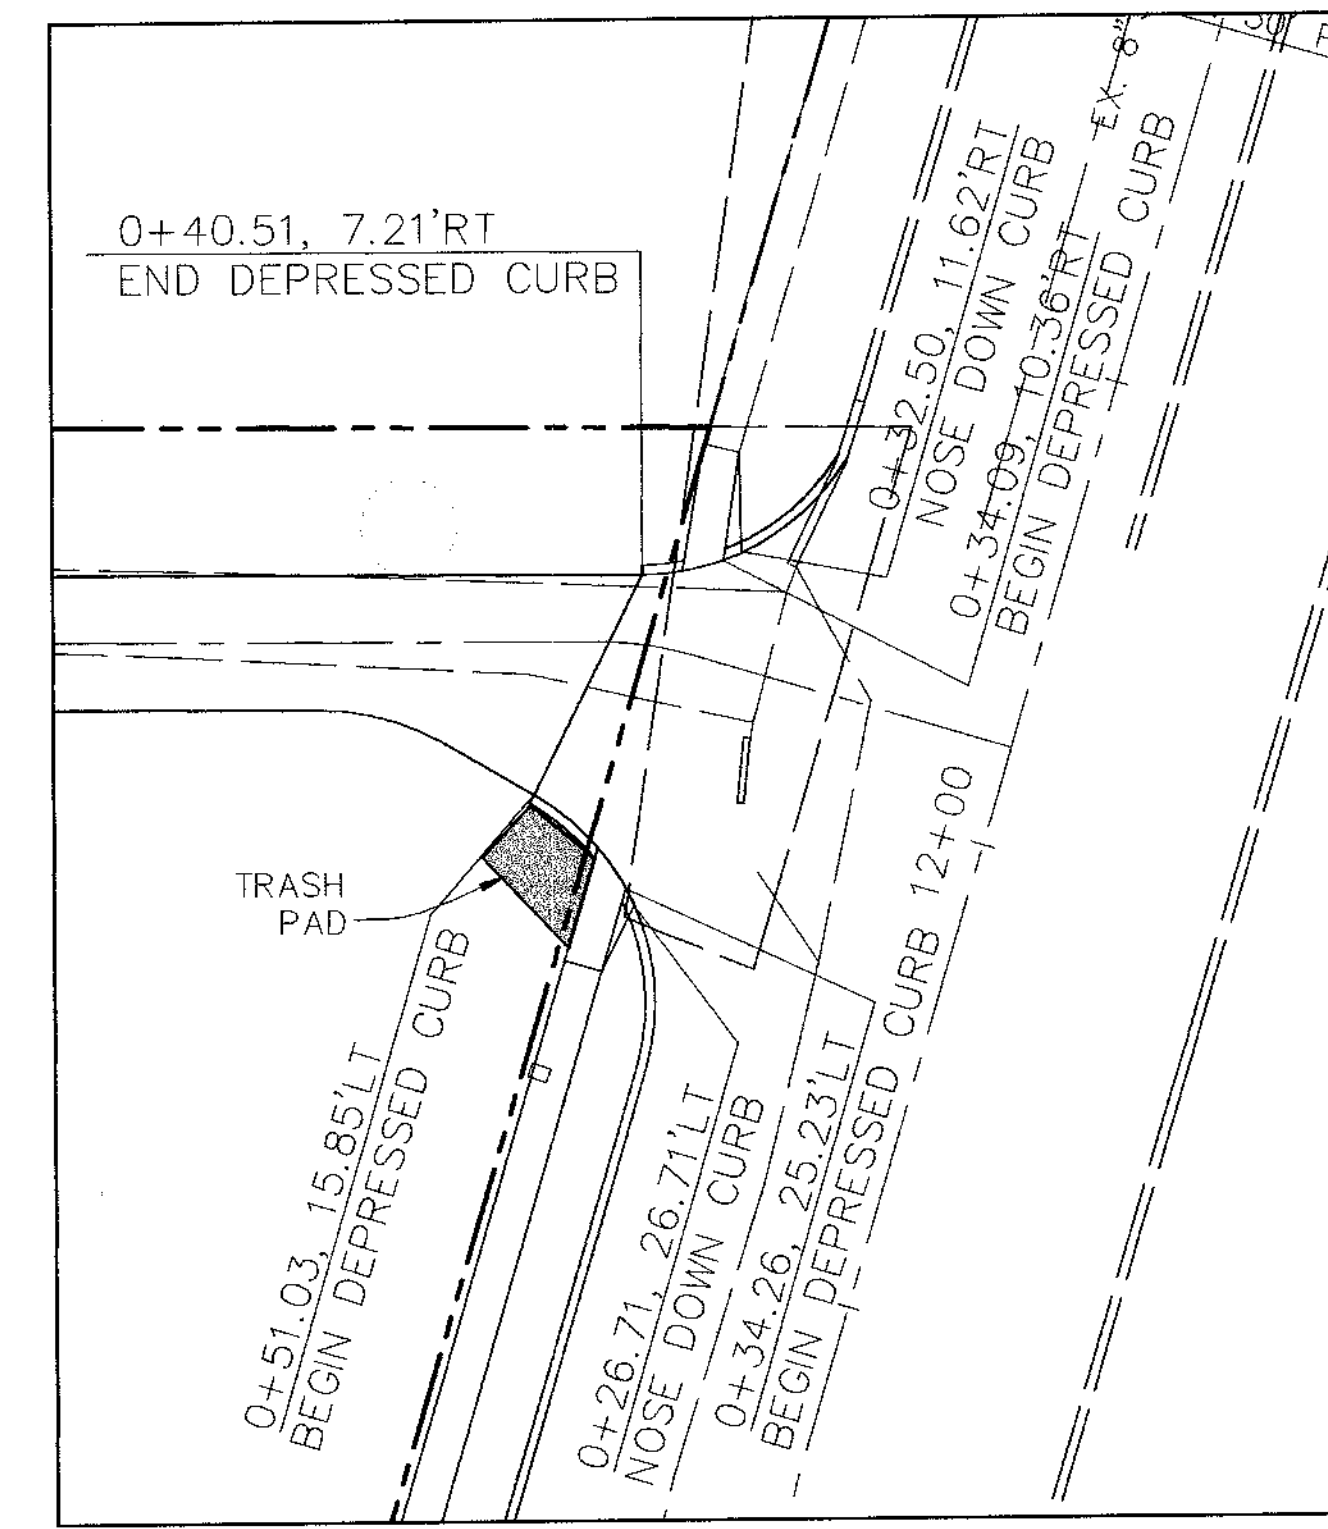 30'
EX. 8"
0+40.51, 7.21'RT
END DEPRESSED CURB
0+32.50, 11.62'RT
NOSE DOWN CURB
0+34.09, 10.36'RT
BEGIN DEPRESSED CURB
12+00
TRASH
PAD
0+51.03, 15.85'LT
BEGIN DEPRESSED CURB
0+26.71, 26.71'LT
NOSE DOWN CURB
0+34.26, 25.23'LT
BEGIN DEPRESSED CURB